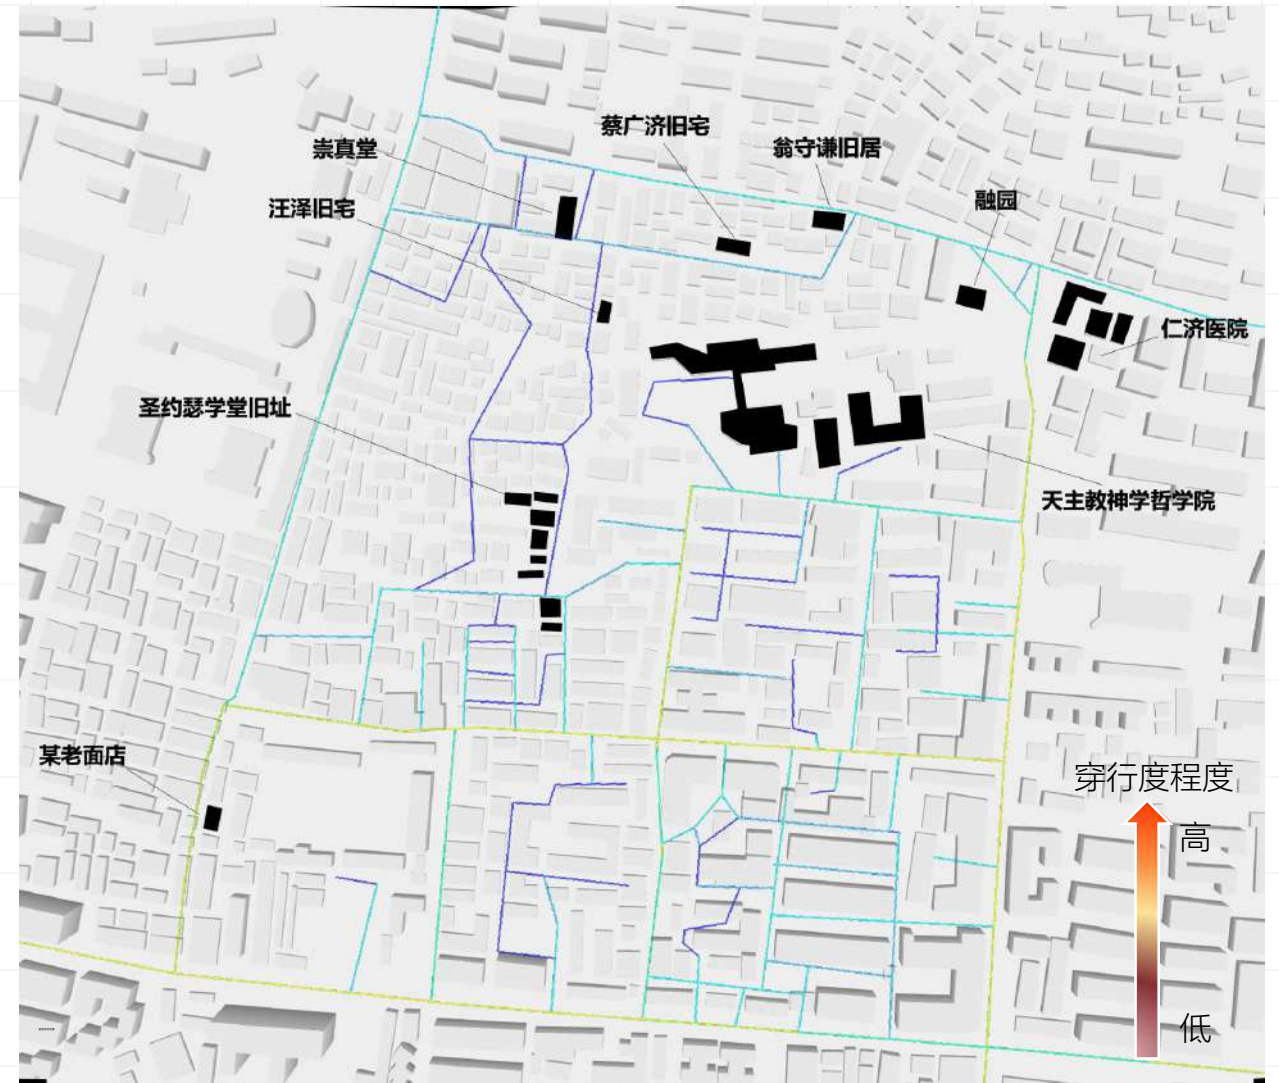 蔡广济旧宅
崇真堂
翁守谦旧居
汪泽旧宅
融园
仁济医院
圣约瑟学堂旧址
天主教神学哲学院
某老面店
穿行度程度
高
低